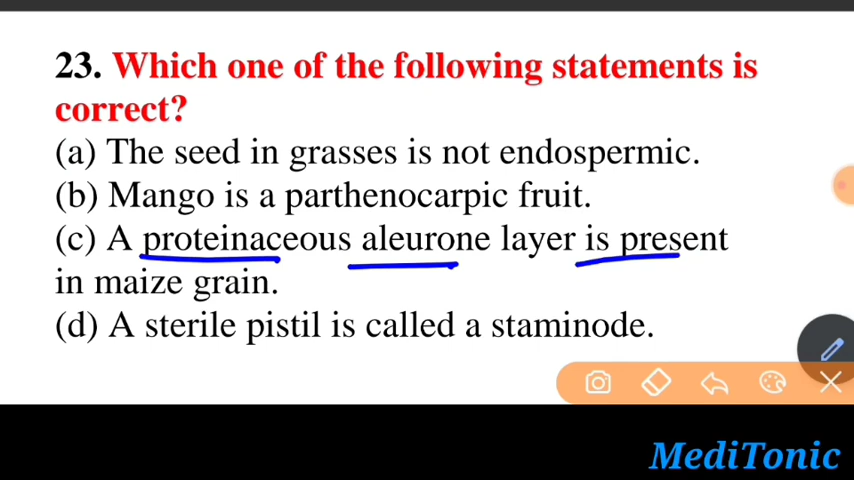 23. Which one of the following statements is
correct?
(a) The seed in grasses is not endospermic.
(b) Mango is a parthenocarpic fruit.
(c) A proteinaceous aleurone layer is present
in maize grain.
(d) A sterile pistil is called a staminode.
MediTonic